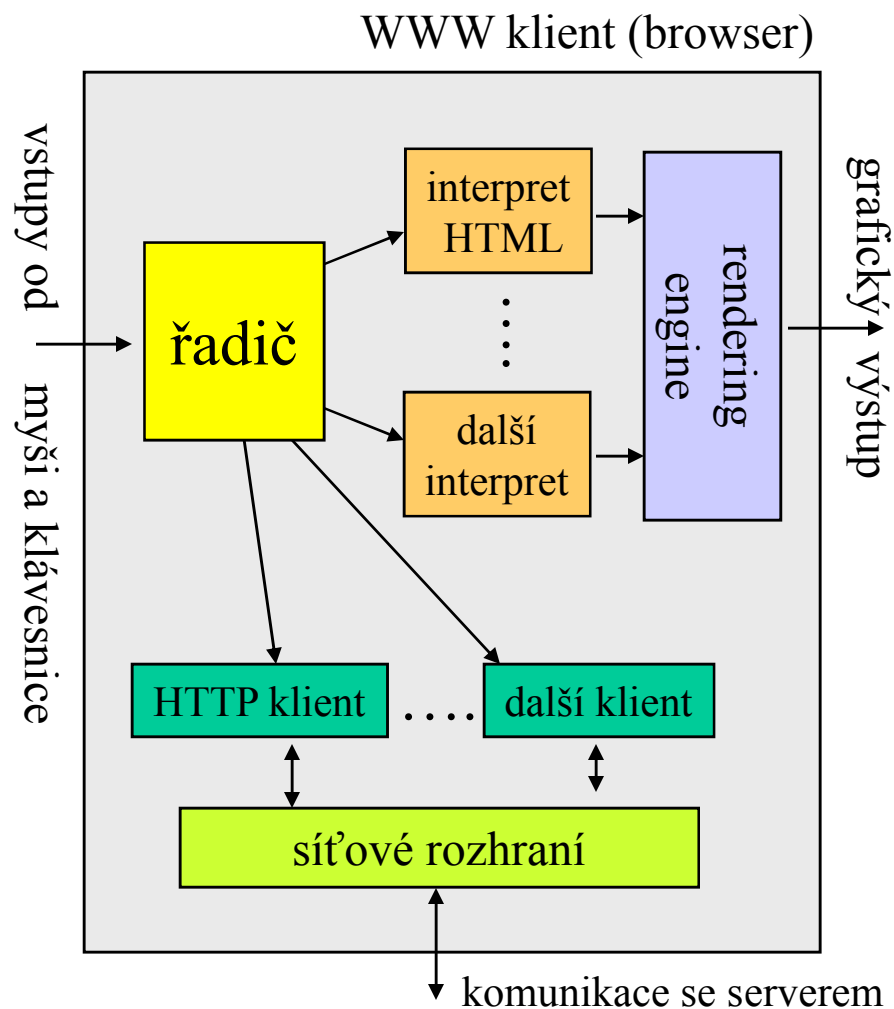 WWW klient (browser)
vstupy od myši a klávesnice
interpret
HTML
řadič
další
interpret
rendering
engine
grafický výstup
HTTP klient
....
další klient
síťové rozhraní
komunikace se serverem